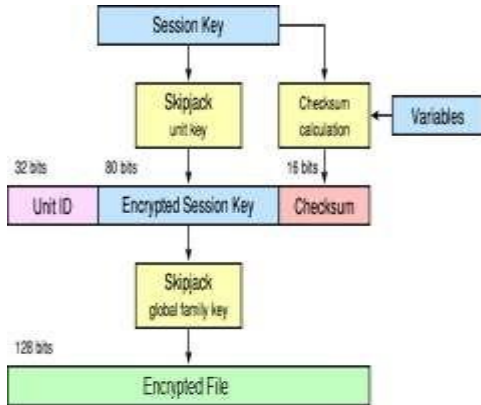 Session Key
Skipjack
unit key
Checksum
calculation
Variables
32 bits
80 bits
16 bits
Unit ID
Encrypted Session Key
Checksum
Skipjack
global family key
128 bits
Encrypted File